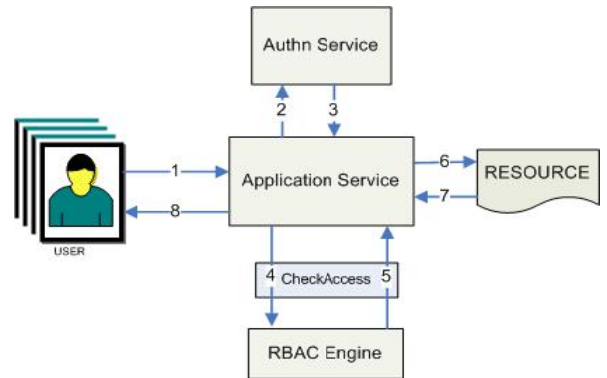 Authn Service
2
3
1
Application Service
6
RESOURCE
7
8
USER
4
CheckAccess
5
RBAC Engine